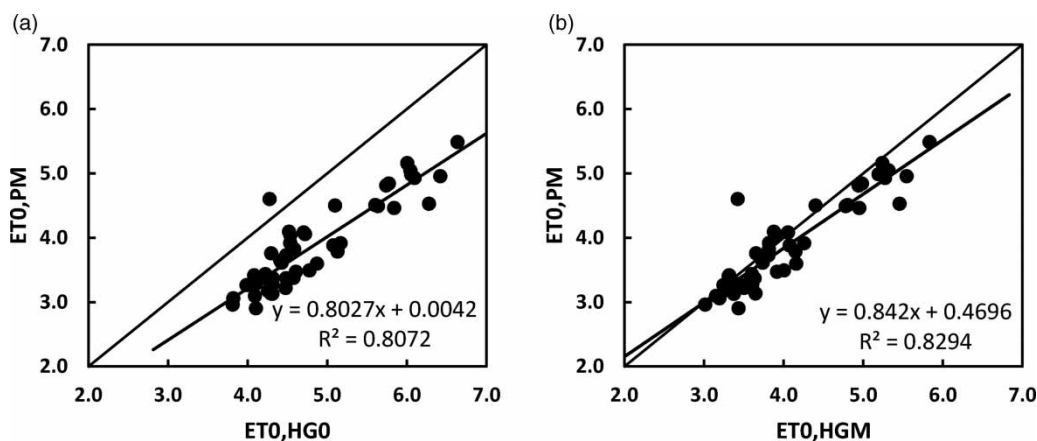 (a)
7.0
6.0
5.0
4.0
3.0
2.0
ET0,PM
y = 0.8027x + 0.0042
R² = 0.8072
2.0 3.0 4.0 5.0 6.0 7.0
ET0,HG0
(b)
7.0
6.0
5.0
4.0
3.0
2.0
ET0,PM
y = 0.842x + 0.4696
R² = 0.8294
2.0 3.0 4.0 5.0 6.0 7.0
ET0,HGM